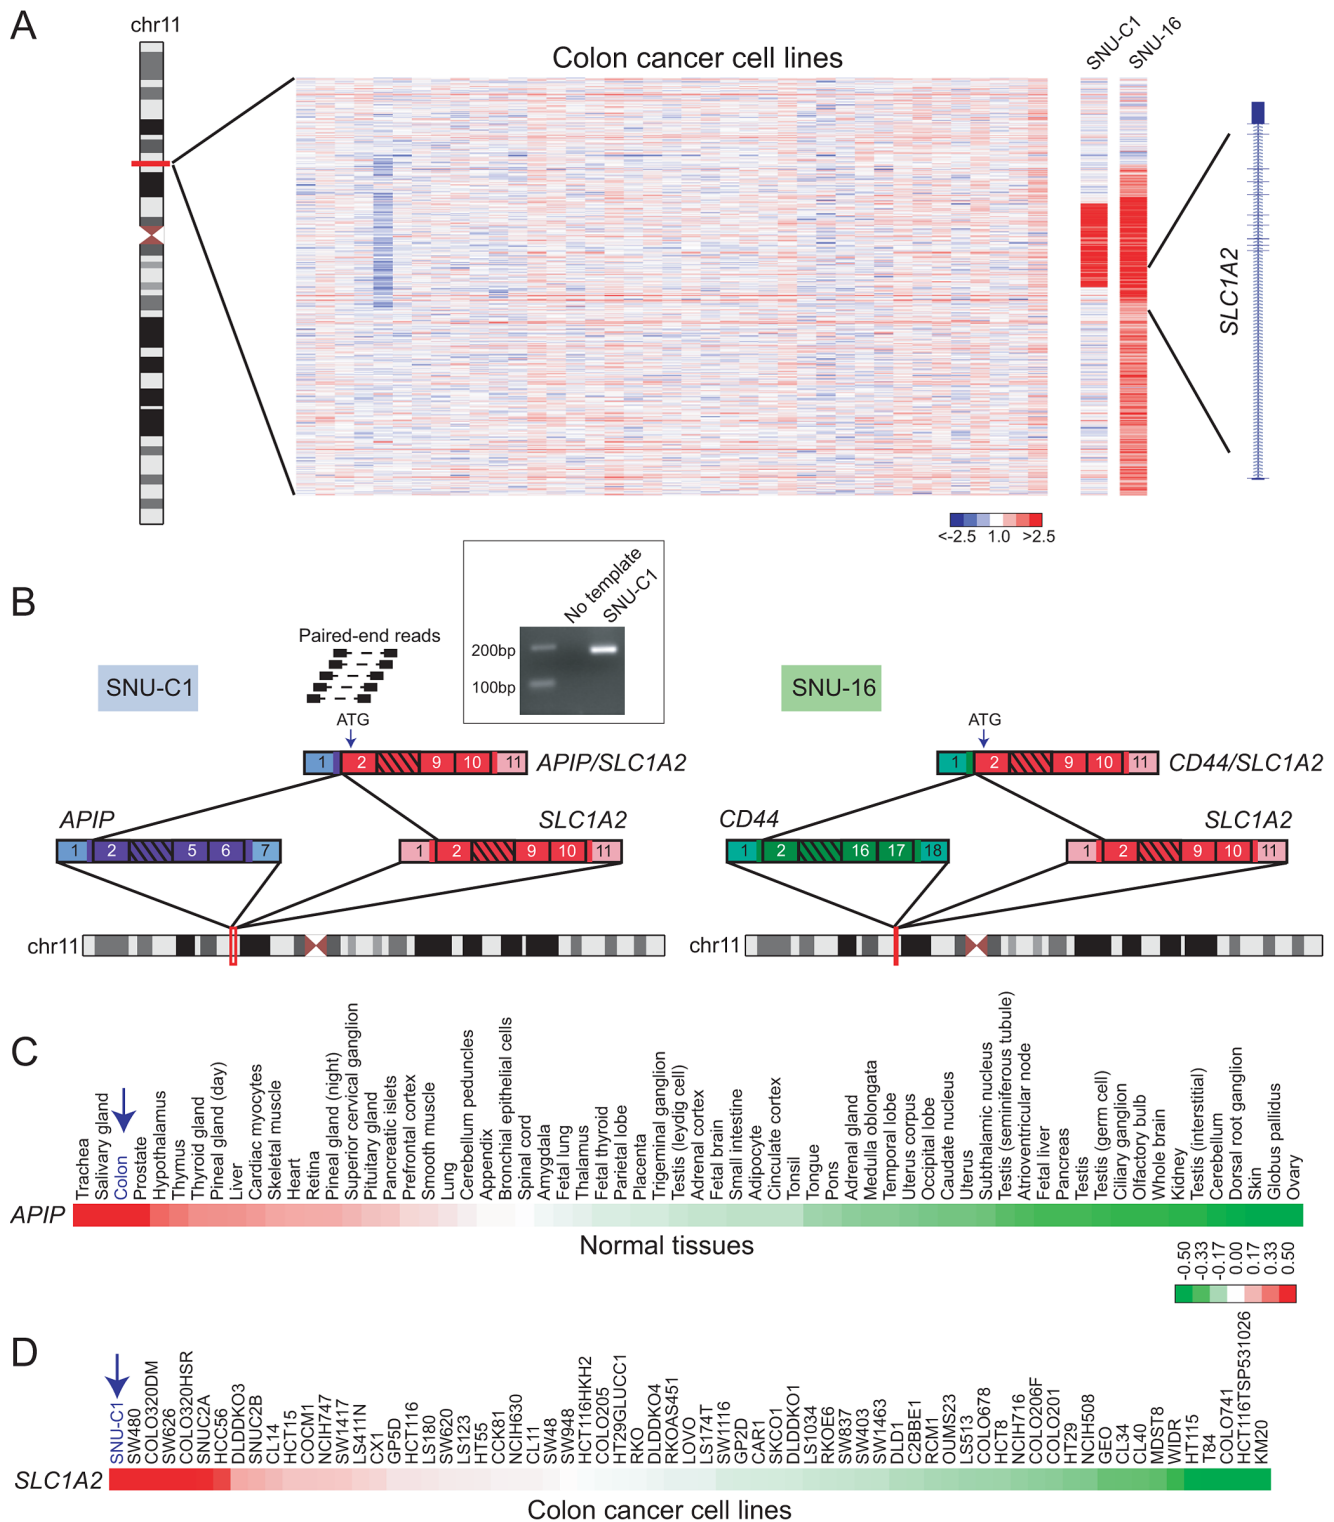 A
chr11
Colon cancer cell lines
SNU-C1
SNU-16
SLC1A2
<-2.5 1.0 >2.5
B
No template
SNU-C1
200bp
100bp
Paired-end reads
SNU-C1
ATG
1 2 9 10 11 APIP/SLC1A2
APIP
1 2 5 6 7
SLC1A2
1 2 9 10 11
chr11
SNU-16
ATG
1 2 9 10 11 CD44/SLC1A2
CD44
1 2 16 17 18
SLC1A2
1 2 9 10 11
chr11
C
Trachea
Salivary gland
Colon
Prostate
Hypothalamus
Thymus
Thyroid gland
Pineal gland (day)
Liver
Cardiac myocytes
Skeletal muscle
Heart
Retina
Pineal gland (night)
Superior cervical ganglion
Pituitary gland
Pancreatic islets
Prefrontal cortex
Smooth muscle
Lung
Cerebellum peduncles
Appendix
Bronchial epithelial cells
Spinal cord
Amygdala
Fetal lung
Thalamus
Fetal thyroid
Parietal lobe
Placenta
Trigeminal ganglion
Testis (leydig cell)
Adrenal cortex
Fetal brain
Small intestine
Adipocyte
Cinculate cortex
Tonsil
Tongue
Pons
Adrenal gland
Medulla oblongata
Temporal lobe
Uterus corpus
Occipital lobe
Caudate nucleus
Uterus
Subthalamic nucleus
Testis (seminiferous tubule)
Atrioventricular node
Fetal liver
Pancreas
Testis
Testis (germ cell)
Ciliary ganglion
Olfactory bulb
Whole brain
Kidney
Testis (interstitial)
Cerebellum
Dorsal root ganglion
Skin
Globus pallidus
Ovary
APIP
Normal tissues
-0.50
-0.33
-0.17
0.00
0.17
0.33
0.50
D
SNU-C1
SW480
COLO320DM
SW626
COLO320HSR
SNUC2A
HCC56
DLDDKO3
SNUC2B
CL14
HCT15
COCM1
NCIH747
SW1417
LS411N
CX1
GP5D
HCT116
LS180
SW620
LS123
HT55
CCK81
NCIH630
CL11
SW48
SW948
HCT116HKH2
COLO205
HT29GLUCC1
RKO
DLDDKO4
RKOAS451
LOVO
LS174T
SW1116
GP2D
CAR1
SKCO1
DLDDKO1
LS1034
RKOE6
SW837
SW403
SW1463
DLD1
C2BBE1
RCM1
OUMS23
LS513
COLO678
HCT8
NCIH716
COLO206F
COLO201
HT29
NCIH508
GEO
CL34
CL40
MDST8
WIDR
HT115
T84
COLO741
HCT116TSP531026
KM20
SLC1A2
Colon cancer cell lines